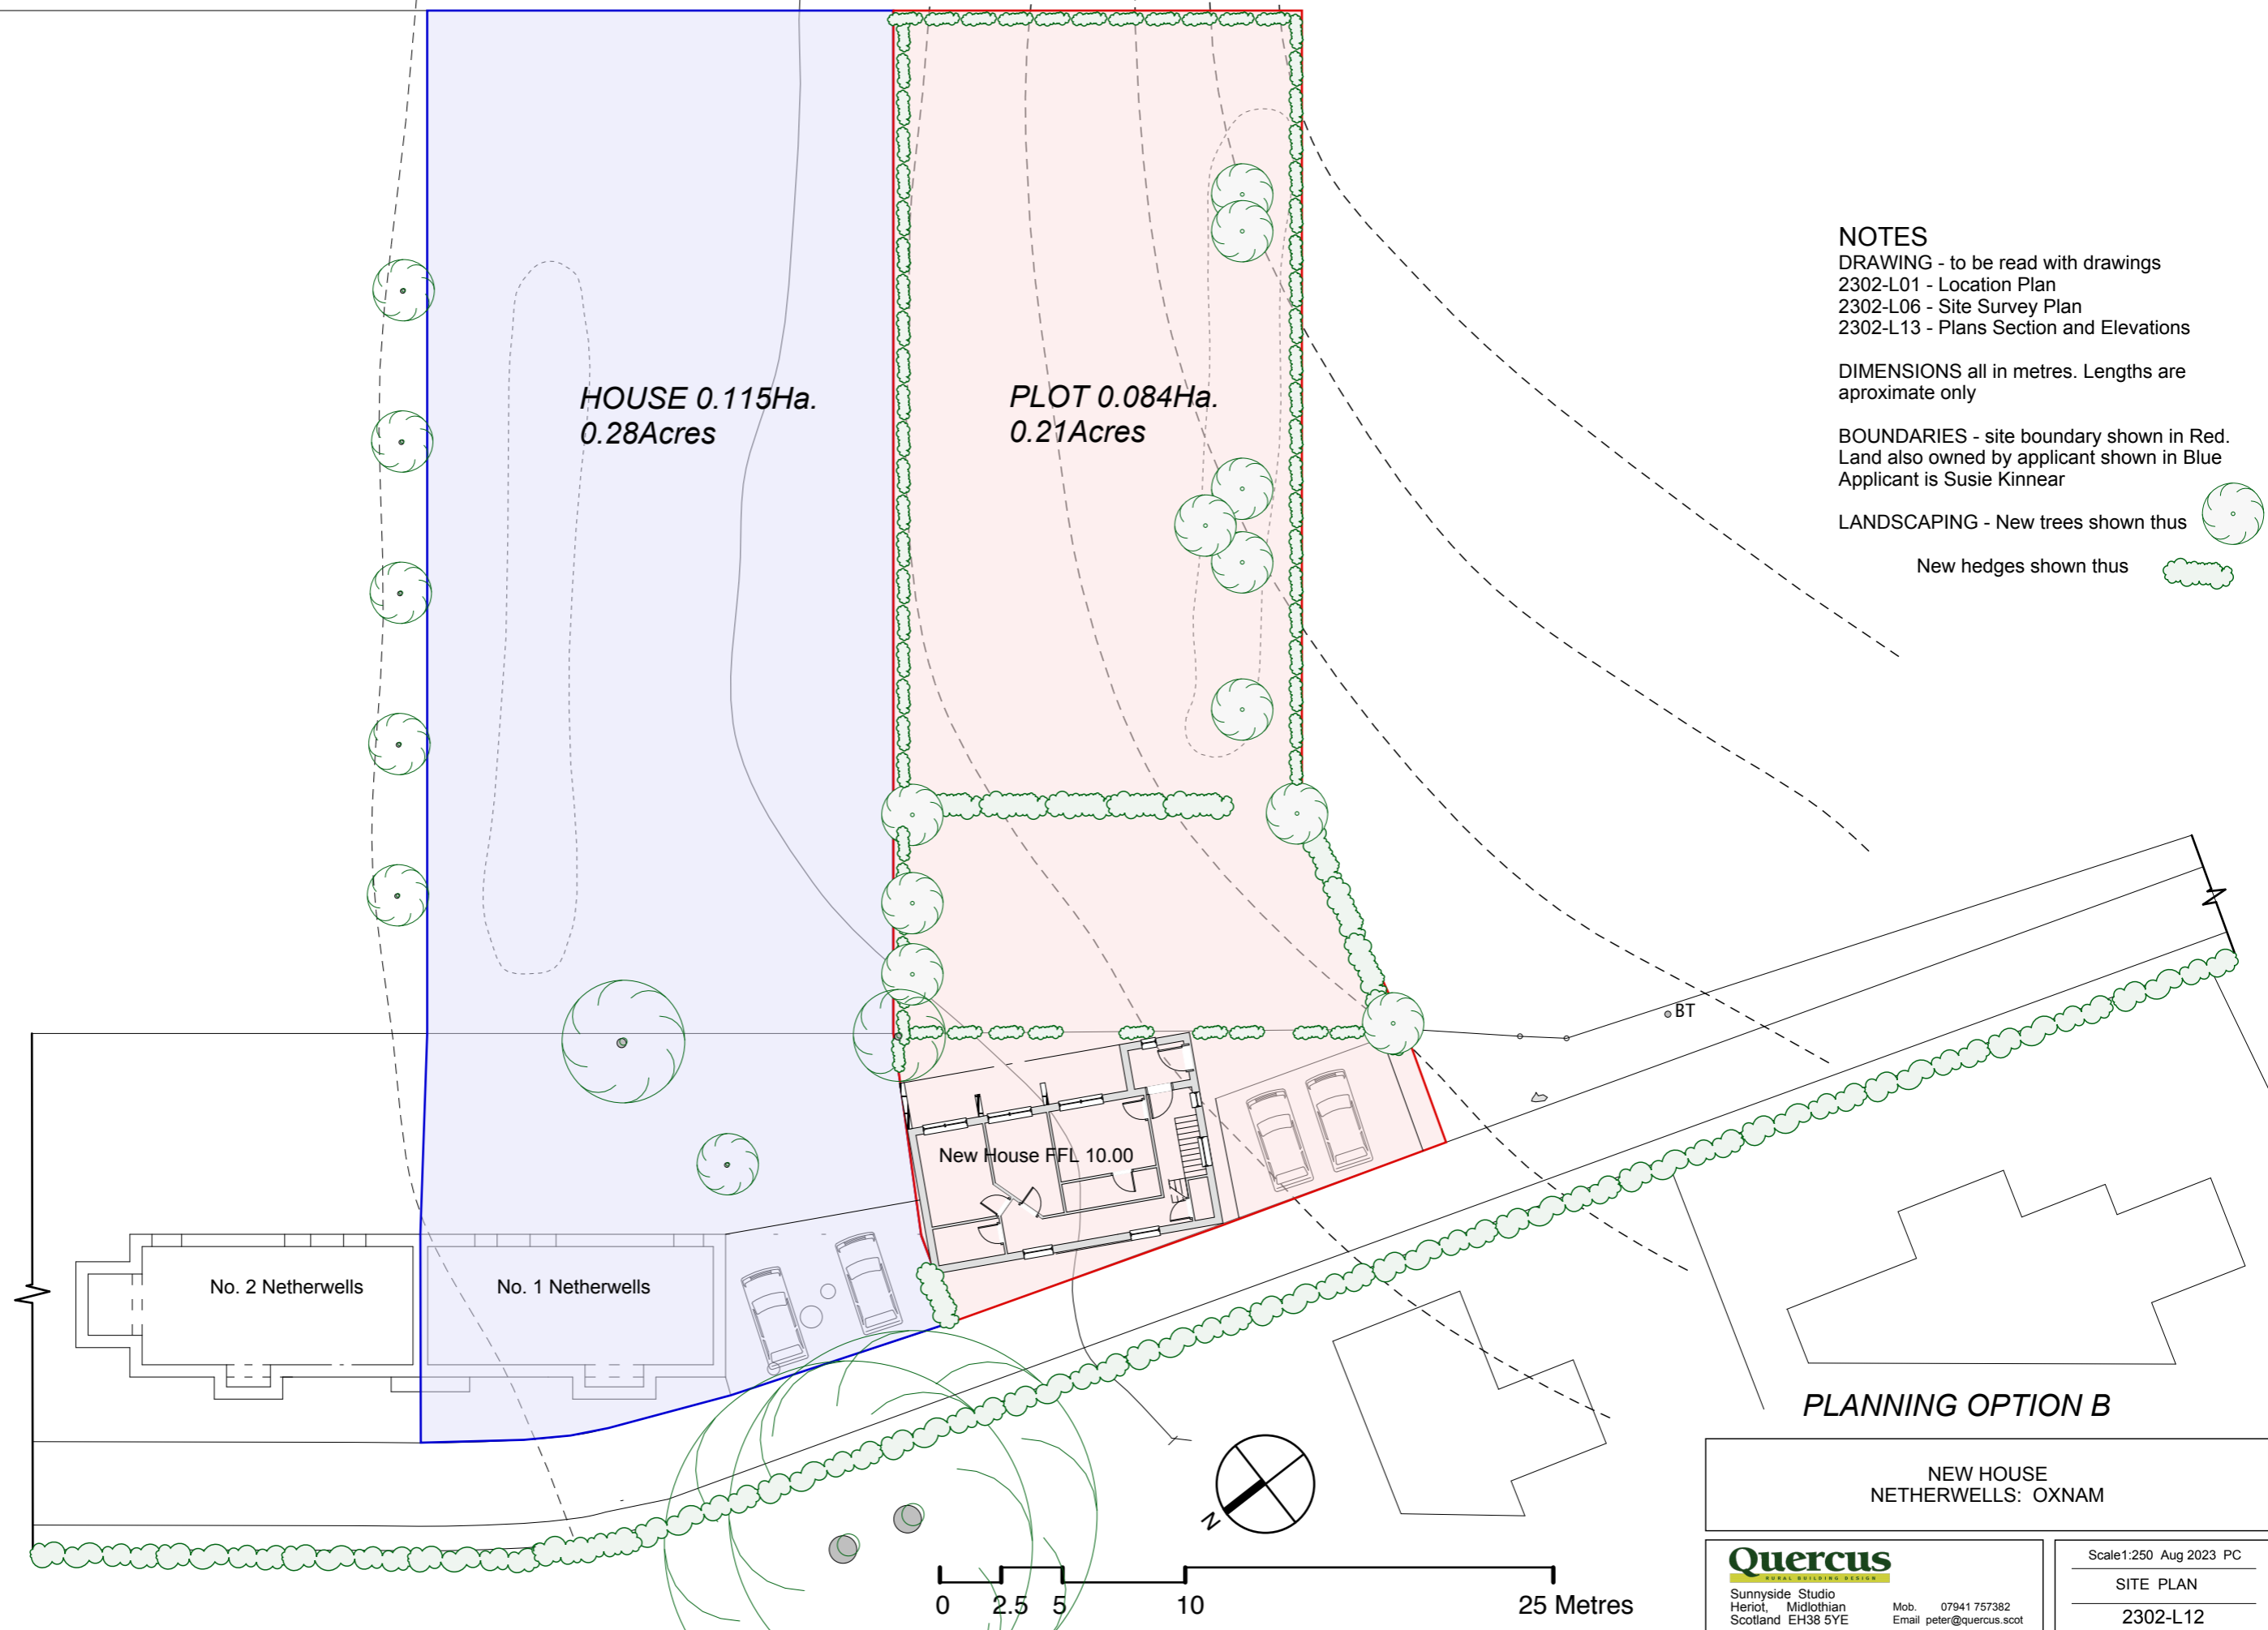 HOUSE 0.115Ha.
0.28Acres
PLOT 0.084Ha.
0.21Acres
NOTES
DRAWING - to be read with drawings
2302-L01 - Location Plan
2302-L06 - Site Survey Plan
2302-L13 - Plans Section and Elevations
DIMENSIONS all in metres. Lengths are
aproximate only
BOUNDARIES - site boundary shown in Red.
Land also owned by applicant shown in Blue
Applicant is Susie Kinnear
LANDSCAPING - New trees shown thus
New hedges shown thus
BT
New House FFL 10.00
No. 2 Netherwells
No. 1 Netherwells
PLANNING OPTION B
NEW HOUSE
NETHERWELLS: OXNAM
N
0 2.5 5 10 25 Metres
Quercus
RURAL BUILDING DESIGN
Sunnyside Studio
Heriot, Midlothian Mob. 07941 757382
Scotland EH38 5YE Email peter@quercus.scot
Scale1:250 Aug 2023 PC
SITE PLAN
2302-L12